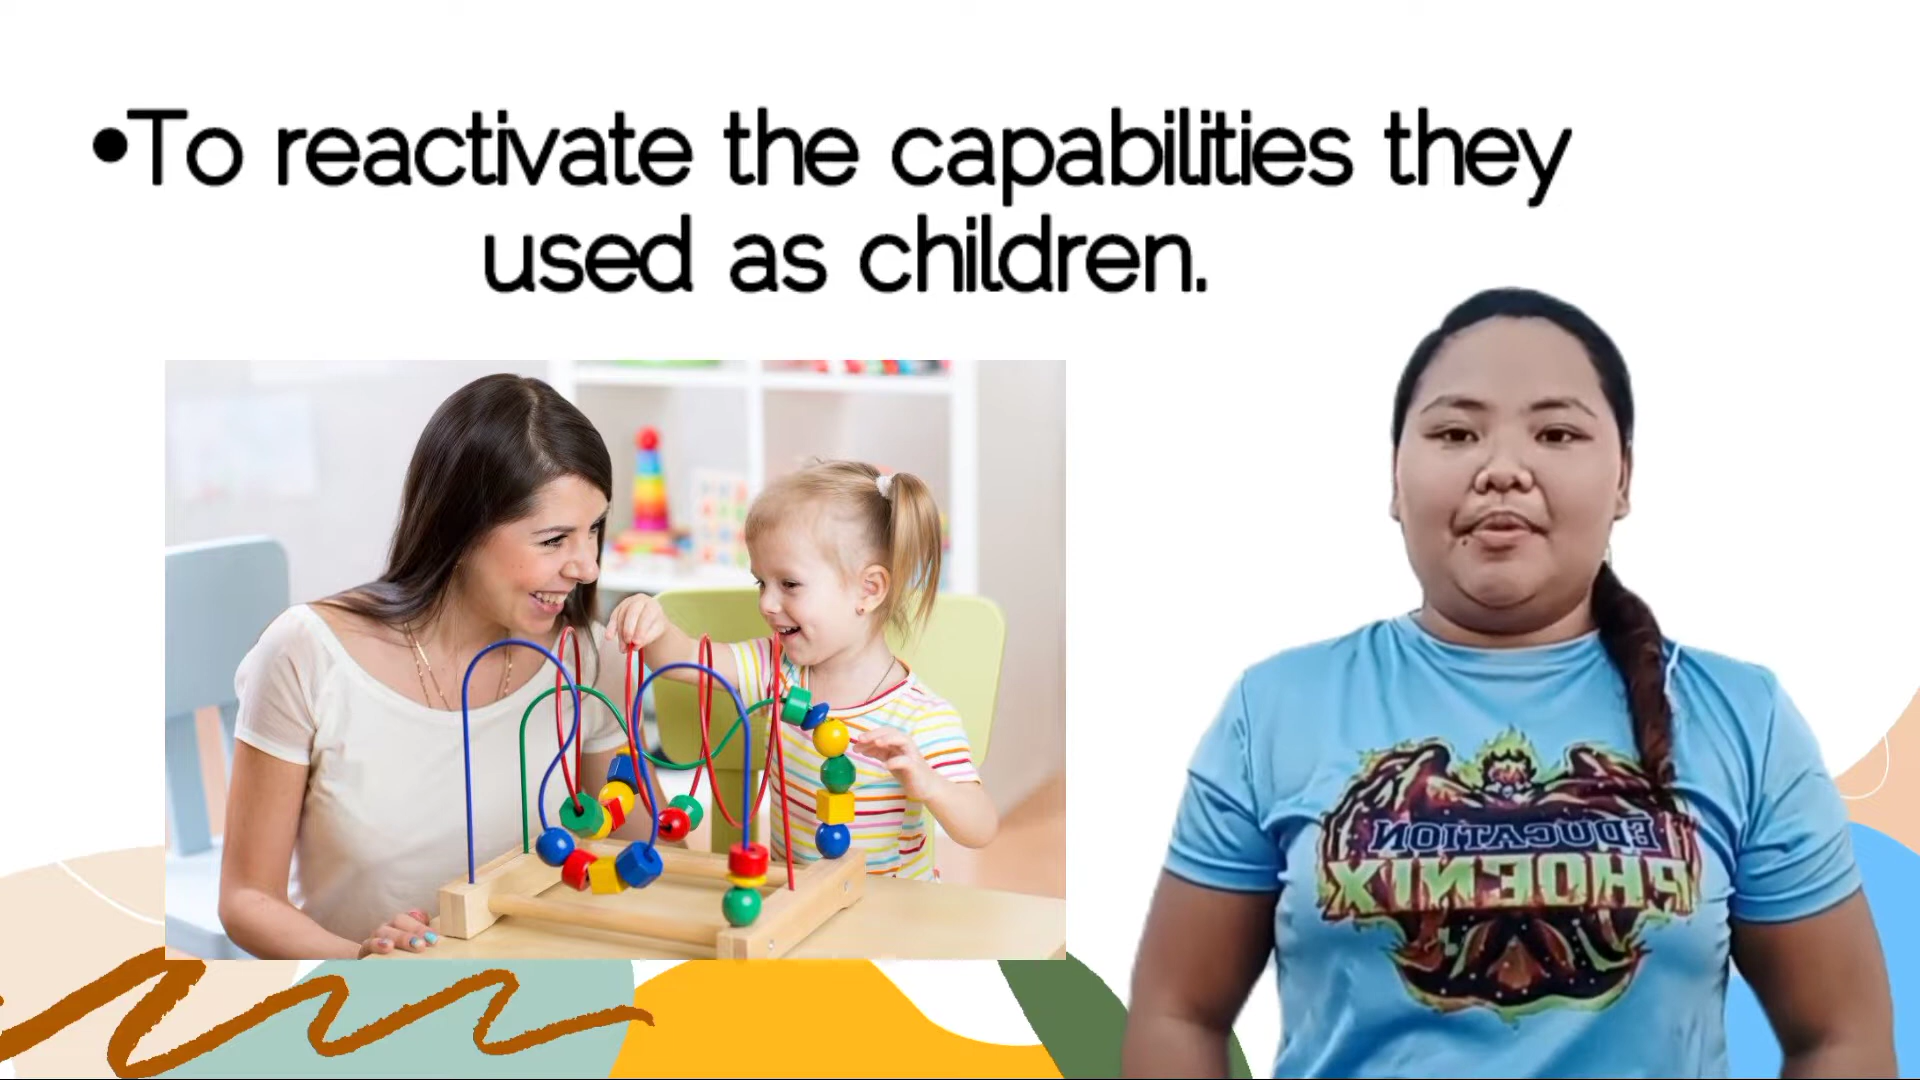 •To reactivate the capabilities they
used as children.
EDUCATION
PHOENIX